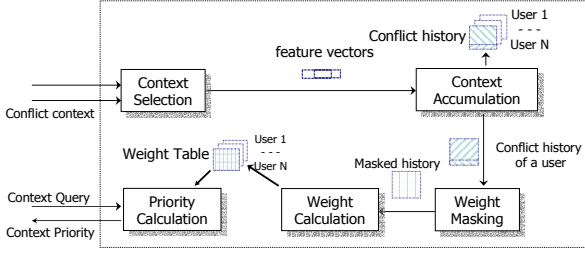 User 1
Conflict history
- - -
User N
feature vectors
Context
Selection
Context
Accumulation
Conflict context
User 1
- - -
User N
Weight Table
Masked history
Conflict history
of a user
Context Query
Priority
Calculation
Weight
Calculation
Weight
Masking
Context Priority